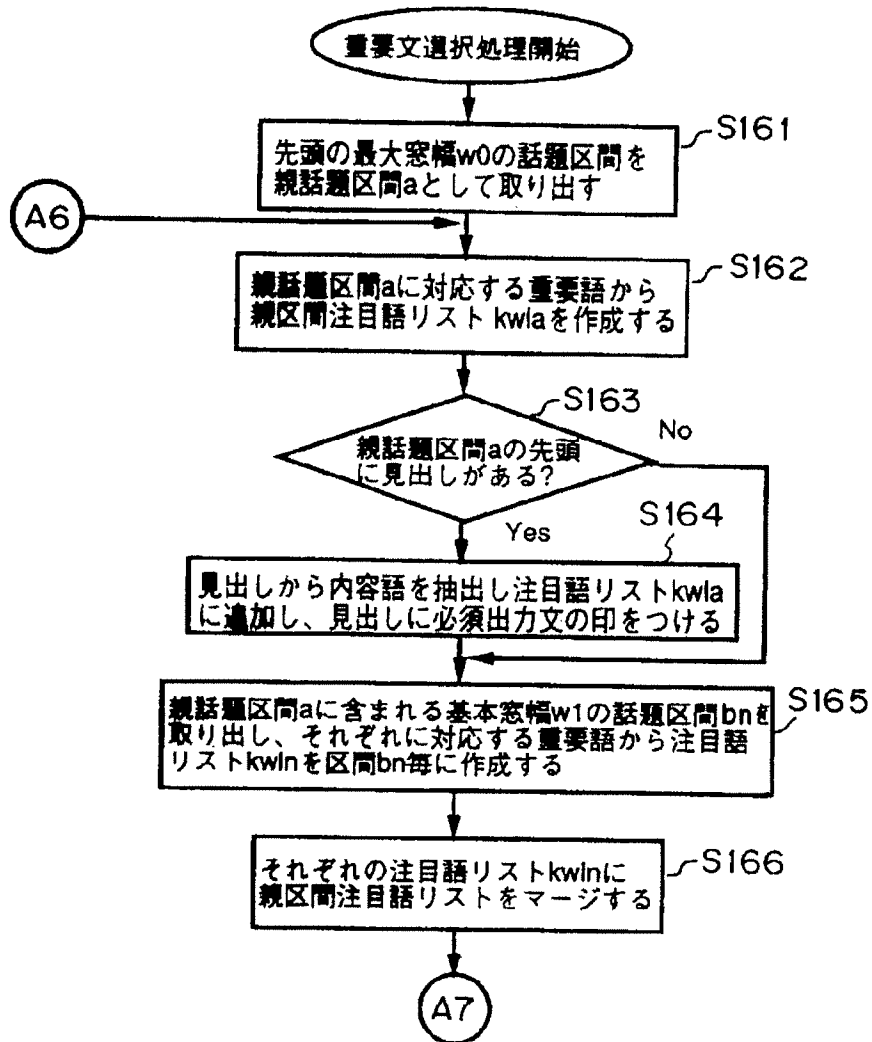 重要文選択処理開始
S161
先頭の最大窓幅w0の話題区間を
親話題区間aとして取り出す
A6
S162
親話題区間aに対応する重要語から
親区間注目語リストkwlaを作成する
S163
親話題区間aの先頭
に見出しがある?
No
Yes
S164
見出しから内容語を抽出し注目語リストkwla
に追加し、見出しに必須出力文の印をつける
S165
親話題区間aに含まれる基本窓幅w1の話題区間bnを
取り出し、それぞれに対応する重要語から注目語
リストkwlnを区間bn毎に作成する
S166
それぞれの注目語リストkwlnに
親区間注目語リストをマージする
A7